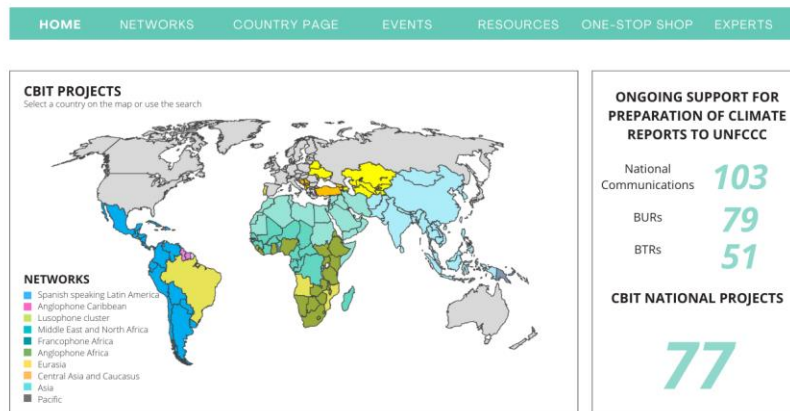 HOME NETWORKS COUNTRY PAGE EVENTS RESOURCES ONE-STOP SHOP EXPERTS
CBIT PROJECTS
Select a country on the map or use the search
NETWORKS
Spanish speaking Latin America
Anglophone Caribbean
Lusophone cluster
Middle East and North Africa
Francophone Africa
Anglophone Africa
Eurasia
Central Asia and Caucasus
Asia
Pacific
ONGOING SUPPORT FOR
PREPARATION OF CLIMATE
REPORTS TO UNFCCC
National
Communications 103
BURs 79
BTRs 51
CBIT NATIONAL PROJECTS
77